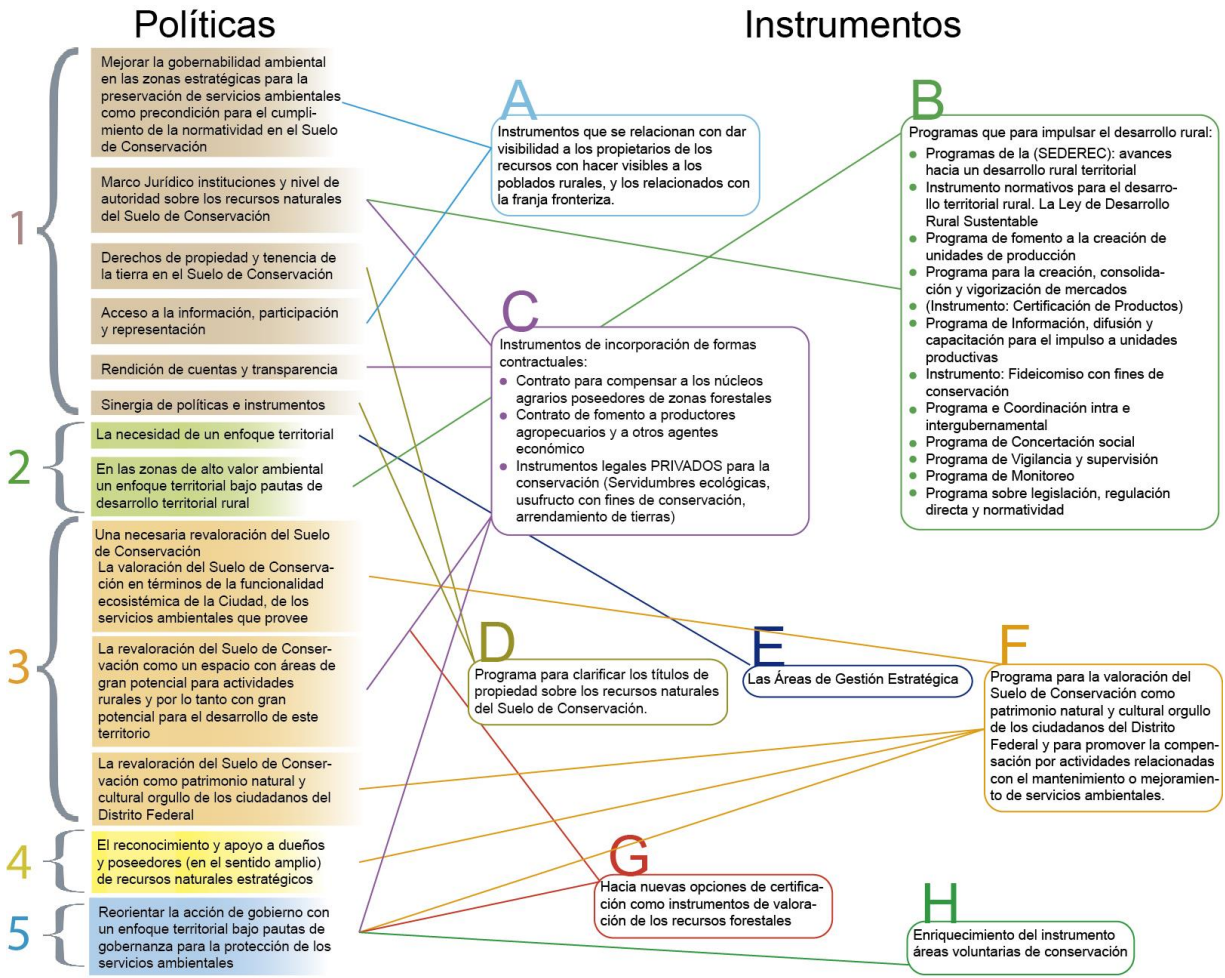 Políticas
1
Mejorar la gobernabilidad ambiental
en las zonas estratégicas para la
preservación de servicios ambientales
como precondición para el cumpli-
miento de la normatividad en el Suelo
de Conservación
Marco Jurídico instituciones y nivel de
autoridad sobre los recursos naturales
del Suelo de Conservación
Derechos de propiedad y tenencia de
la tierra en el Suelo de Conservación
Acceso a la información, participación
y representación
Rendición de cuentas y transparencia
Sinergia de políticas e instrumentos
2
La necesidad de un enfoque territorial
En las zonas de alto valor ambiental
un enfoque territorial bajo pautas de
desarrollo territorial rural
3
Una necesaria revaloración del Suelo
de Conservación
La valoración del Suelo de Conserva-
ción en términos de la funcionalidad
ecosistémica de la Ciudad, de los
servicios ambientales que provee
La revaloración del Suelo de Conser-
vación como un espacio con áreas de
gran potencial para actividades
rurales y por lo tanto con gran
potencial para el desarrollo de este
territorio
La revaloración del Suelo de Conser-
vación como patrimonio natural y
cultural orgullo de los ciudadanos del
Distrito Federal
4
El reconocimiento y apoyo a dueños
y poseedores (en el sentido amplio)
de recursos naturales estratégicos
5
Reorientar la acción de gobierno con
un enfoque territorial bajo pautas de
gobernanza para la protección de los
servicios ambientales
Instrumentos
A
Instrumentos que se relacionan con dar
visibilidad a los propietarios de los
recursos con hacer visibles a los
poblados rurales, y los relacionados con
la franja fronteriza.
B
Programas que para impulsar el desarrollo rural:
• Programas de la (SEDEREC): avances
hacia un desarrollo rural territorial
• Instrumento normativos para el desarro-
llo territorial rural. La Ley de Desarrollo
Rural Sustentable
• Programa de fomento a la creación de
unidades de producción
• Programa para la creación, consolida-
ción y vigorización de mercados
• (Instrumento: Certificación de Productos)
• Programa de Información, difusión y
capacitación para el impulso a unidades
productivas
• Instrumento: Fideicomiso con fines de
conservación
• Programa e Coordinación intra e
intergubernamental
• Programa de Concertación social
• Programa de Vigilancia y supervisión
• Programa de Monitoreo
• Programa sobre legislación, regulación
directa y normatividad
C
Instrumentos de incorporación de formas
contractuales:
• Contrato para compensar a los núcleos
agrarios poseedores de zonas forestales
• Contrato de fomento a productores
agropecuarios y a otros agentes
económico
• Instrumentos legales PRIVADOS para la
conservación (Servidumbres ecológicas,
usufructo con fines de conservación,
arrendamiento de tierras)
D
Programa para clarificar los títulos de
propiedad sobre los recursos naturales
del Suelo de Conservación.
E
Las Áreas de Gestión Estratégica
F
Programa para la valoración del
Suelo de Conservación como
patrimonio natural y cultural orgullo
de los ciudadanos del Distrito
Federal y para promover la compen-
sación por actividades relacionadas
con el mantenimiento o mejoramien-
to de servicios ambientales.
G
Hacia nuevas opciones de certifica-
ción como instrumentos de valora-
ción de los recursos forestales
H
Enriquecimiento del instrumento
áreas voluntarias de conservación